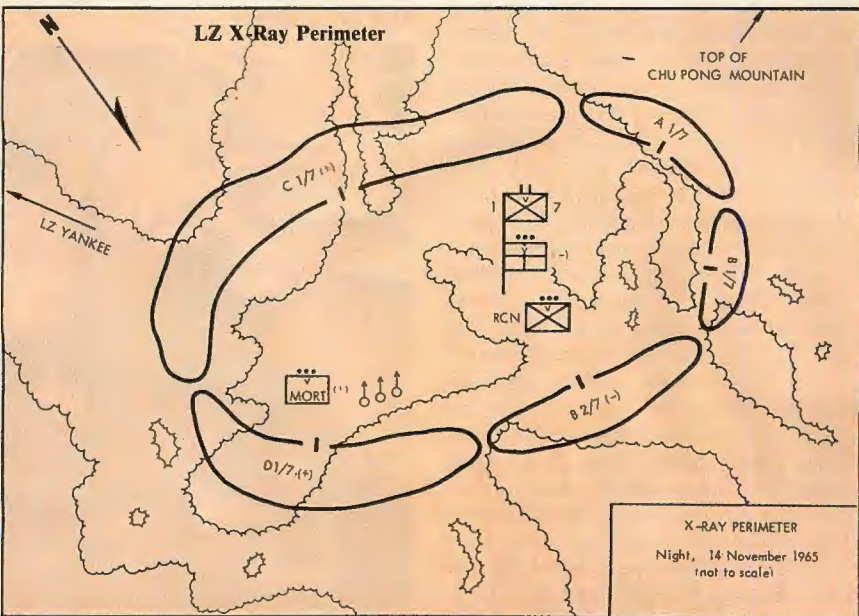 N
LZ X-Ray Perimeter
TOP OF
CHU PONG MOUNTAIN
A 1/7
C 1/7 (+)
1 7
LZ YANKEE
(-)
B 1/7
RCN
MORT (+)
B 2/7 (-)
D 1/7 (+)
X-RAY PERIMETER
Night, 14 November 1965
(not to scale)